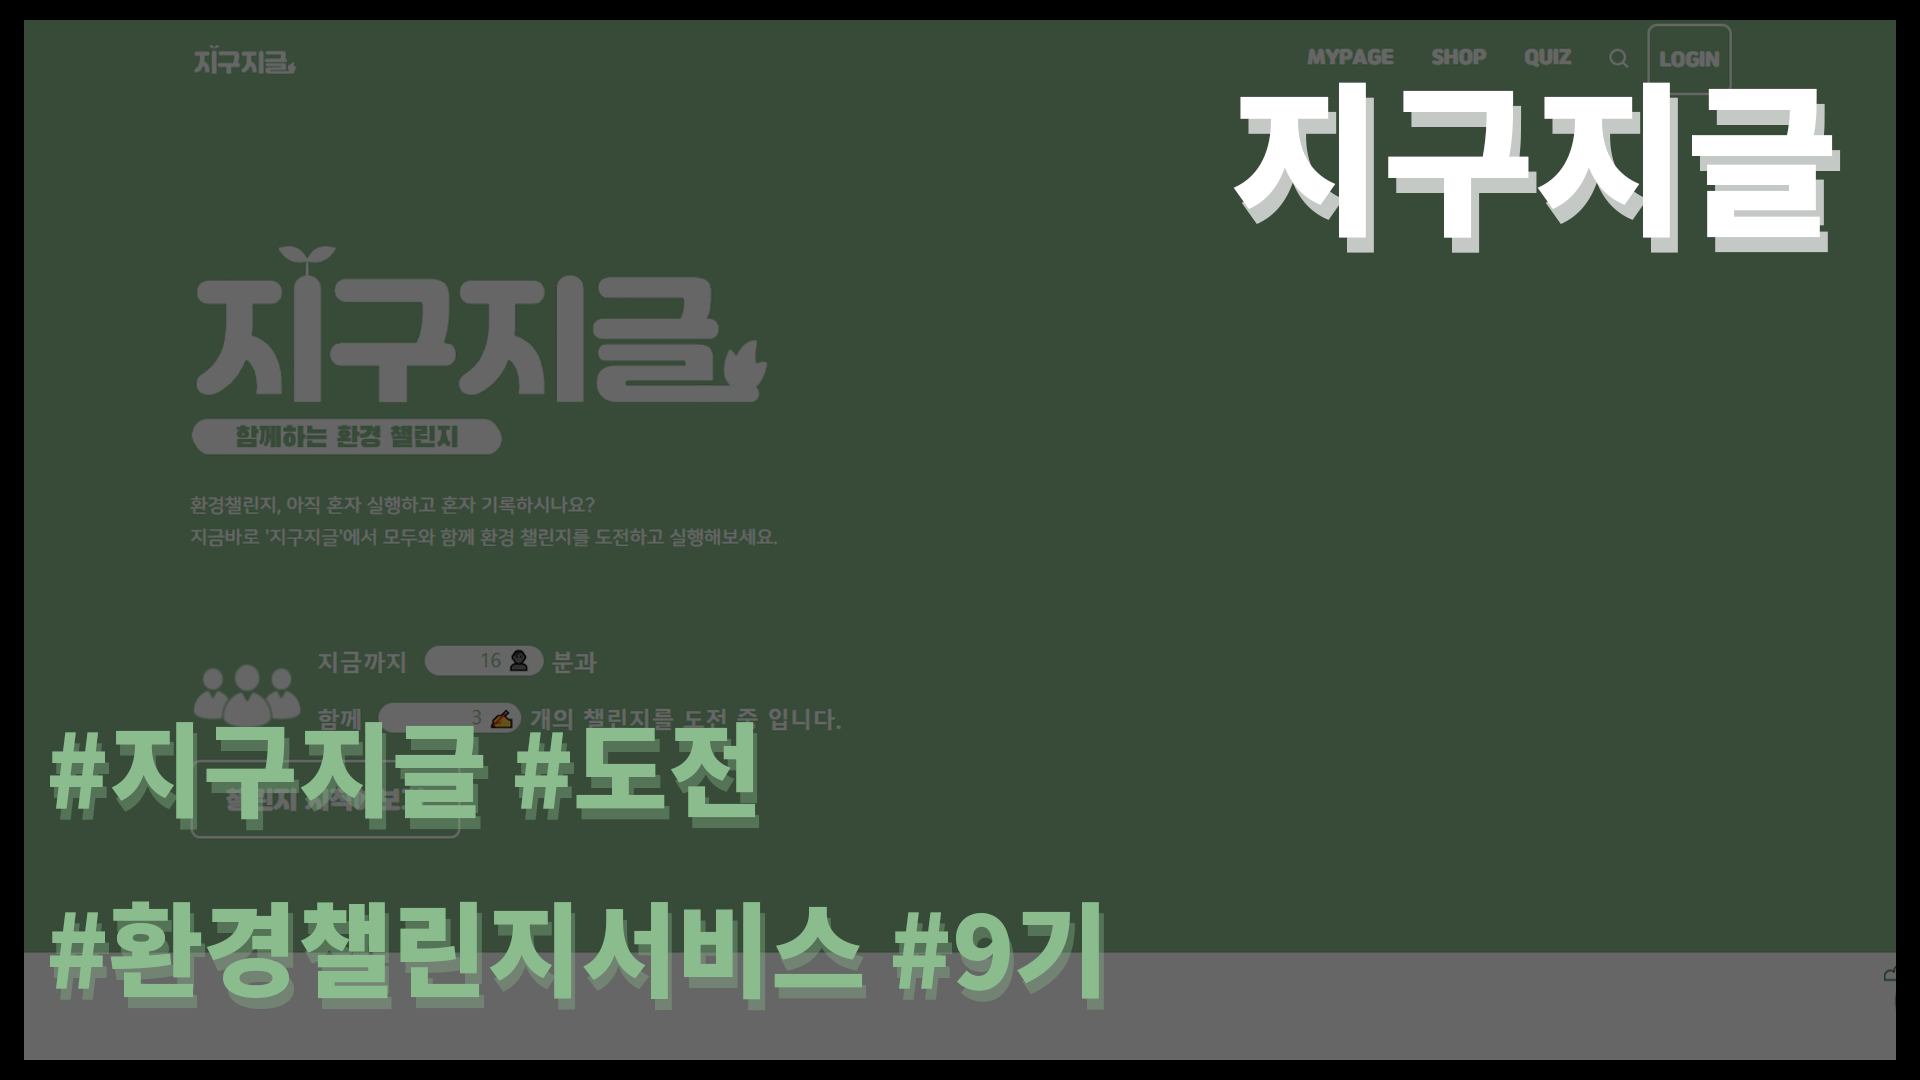 지구지글
MYPAGE SHOP QUIZ LOGIN
지구지글
지구지글
함께하는 환경 챌린지
환경챌린지, 아직 혼자 실행하고 혼자 기록하시나요?
지금바로 '지구지글'에서 모두와 함께 환경 챌린지를 도전하고 실행해보세요.
지금까지 16 분과
함께 3 개의 챌린지를 도전 중 입니다.
#지구지글 #도전
챌린지
#환경챌린지서비스 #9기